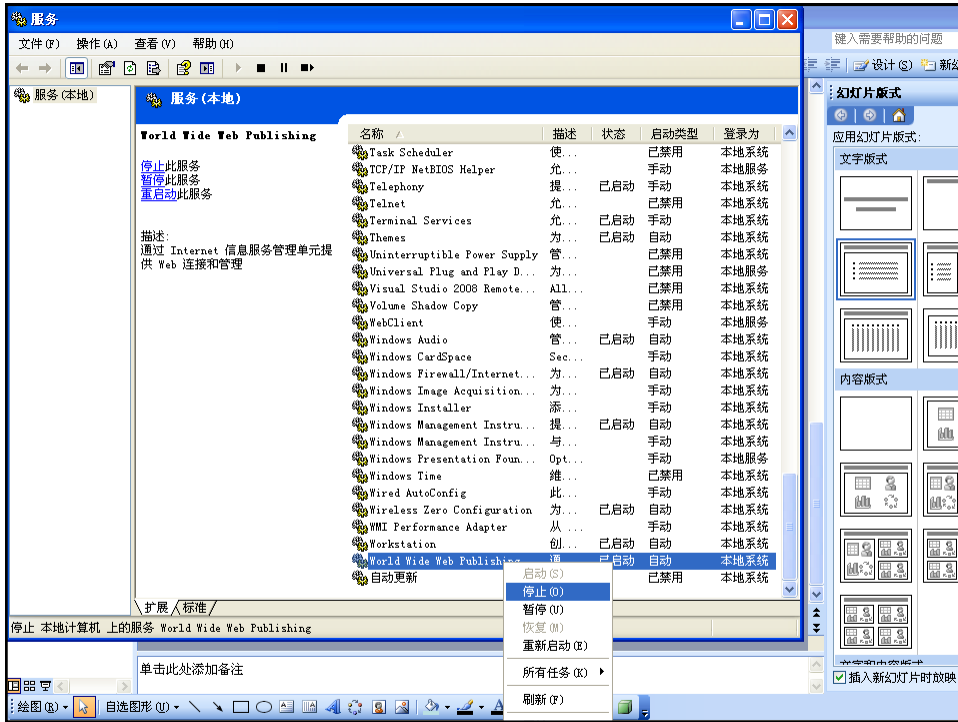 服务
文件(F) 操作(A) 查看(V) 帮助(H)
键入需要帮助的问题
设计(S) 新幻
服务(本地)
服务(本地)
幻灯片版式
应用幻灯片版式:
文字版式
World Wide Web Publishing
停止此服务
暂停此服务
重启动此服务
描述:
通过 Internet 信息服务管理单元提
供 Web 连接和管理
名称 描述 状态 启动类型 登录为
Task Scheduler 使... 已禁用 本地系统
TCP/IP NetBIOS Helper 允... 手动 本地服务
Telephony 提... 已启动 手动 本地系统
Telnet 允... 已禁用 本地系统
Terminal Services 允... 已启动 手动 本地系统
Themes 为... 已启动 自动 本地系统
Uninterruptible Power Supply 管... 已禁用 本地系统
Universal Plug and Play D... 为... 已禁用 本地服务
Visual Studio 2008 Remote... All... 已禁用 本地系统
Volume Shadow Copy 管... 已禁用 本地系统
WebClient 使... 手动 本地服务
Windows Audio 管... 已启动 自动 本地系统
Windows CardSpace Sec... 手动 本地系统
Windows Firewall/Internet... 为... 已启动 自动 本地系统
Windows Image Acquisition... 为... 手动 本地系统
Windows Installer 添... 手动 本地系统
Windows Management Instru... 提... 已启动 自动 本地系统
Windows Management Instru... 与... 手动 本地系统
Windows Presentation Foun... Opt... 手动 本地服务
Windows Time 维... 已禁用 本地系统
Wired AutoConfig 此... 手动 本地系统
Wireless Zero Configuration 为... 已启动 自动 本地系统
WMI Performance Adapter 从 ... 手动 本地系统
Workstation 创... 已启动 自动 本地系统
World Wide Web Publishing 通 已启动 自动 本地系统
自动更新 已禁用 本地系统
内容版式
启动(S)
停止(O)
暂停(U)
恢复(M)
重新启动(E)
所有任务(K)
刷新(F)
扩展 标准
停止 本地计算机 上的服务 World Wide Web Publishing
单击此处添加备注
文字和内容版式
插入新幻灯片时放映
绘图(R) 自选图形(U)